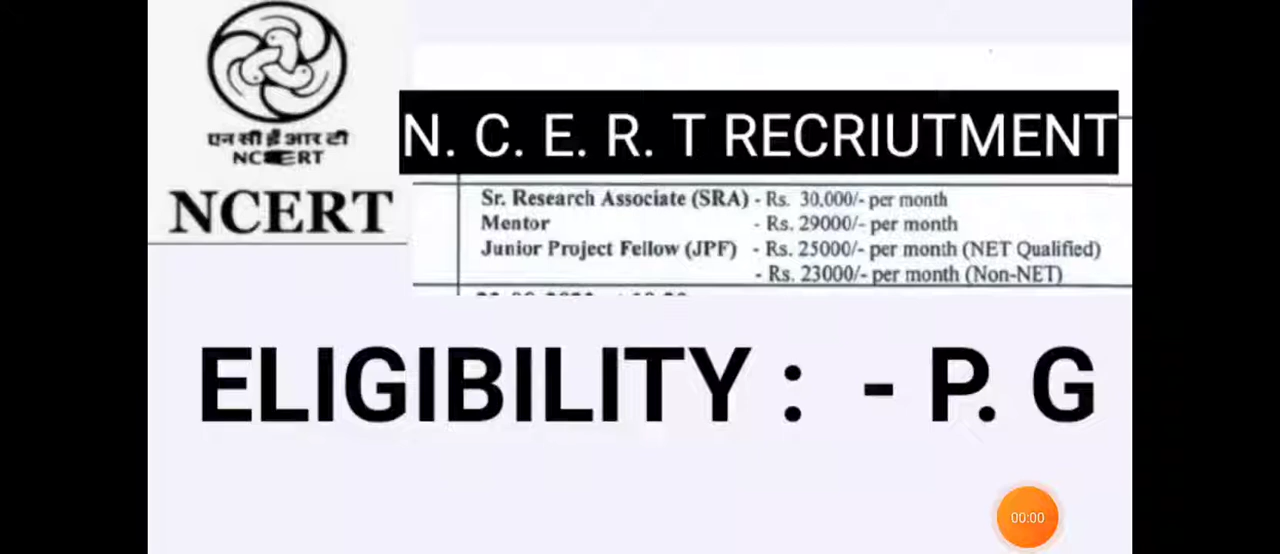 एन सी ई आर टी
NCERT
NCERT
N. C. E. R. T RECRIUTMENT
Sr. Research Associate (SRA) - Rs. 30,000/- per month
Mentor - Rs. 29000/- per month
Junior Project Fellow (JPF) - Rs. 25000/- per month (NET Qualified)
- Rs. 23000/- per month (Non-NET)
ELIGIBILITY : - P. G
00:00